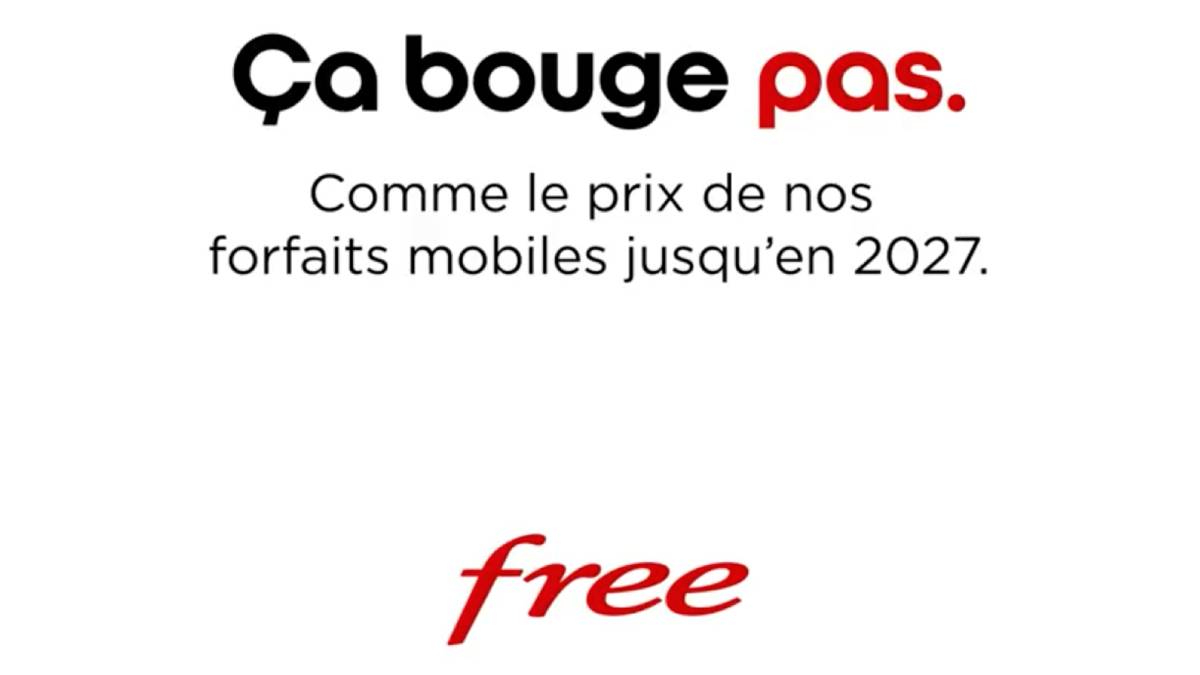 Ça bouge pas.
Comme le prix de nos
forfaits mobiles jusqu’en 2027.
free